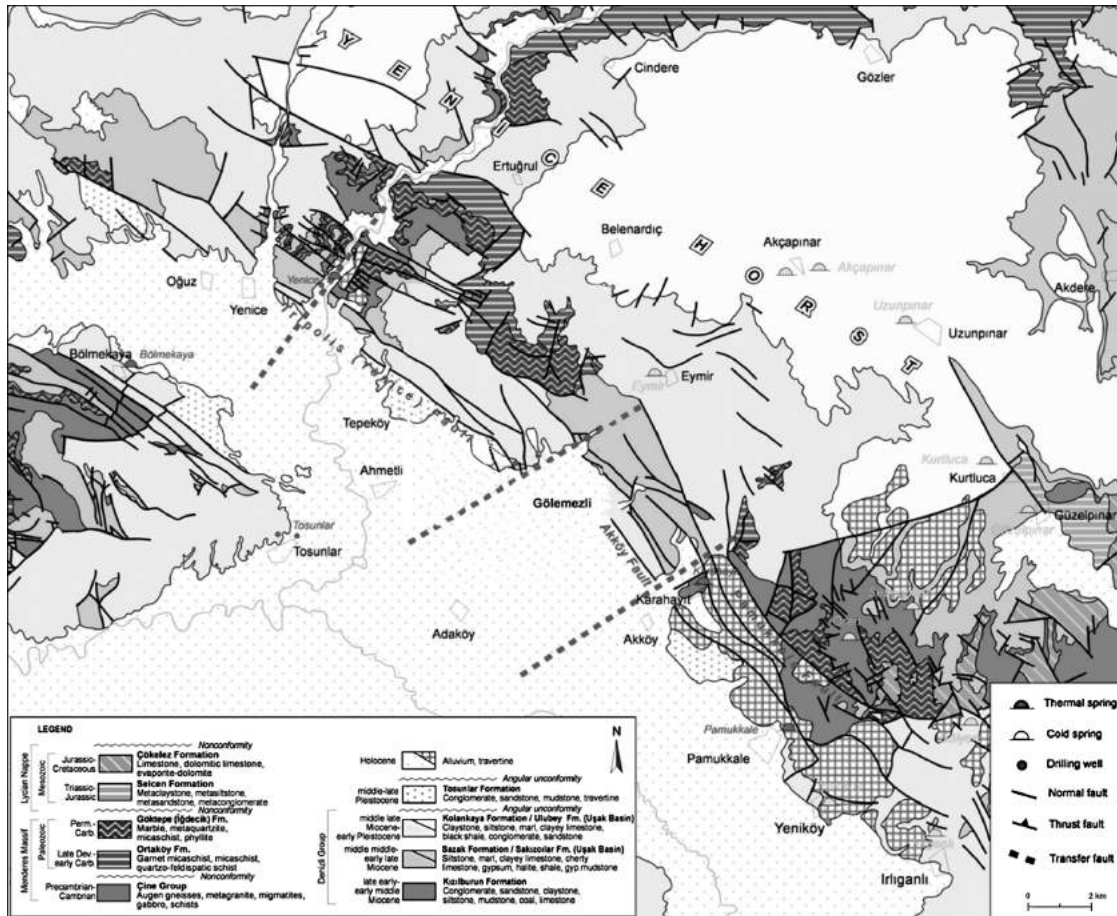 Y E N İ C E H O R S T
Cindere
Gözler
Ertuğrul
Belenardıç
Akçapınar
Akçapınar
Akdere
Uzunpınar
Uzunpınar
Oğuz
Yenice
Yenice
Bölmekaya
Bölmekaya
Eymir
Eymir
Tepeköy
Ahmetli
Gölemezli
Kurtluca
Kurtluca
Güzelpınar
Tosunlar
Tosunlar
Akköy Fault
Karahayıt
Adaköy
Akköy
Pamukkale
Pamukkale
Yeniköy
Irlıganlı
LEGEND
Lycian Nappe
Mesozoic
Nonconformity
Jurassic-Cretaceous
Çökelez Formation
Limestone, dolomitic limestone,
evaporite-dolomite
Triassic-Jurassic
Salcen Formation
Metaclaystone, metasiltstone,
metasandstone, metaconglomerate
Nonconformity
Menderes Masif
Paleozoic
Perm.-Carb.
Göktepe (İğdecik) Fm.
Marble, metaquartzite,
micaschist, phyllite
Late Dev.-early Carb.
Ortaköy Fm.
Garnet micaschist, micaschist,
quartzo-feldispatic schist
Nonconformity
Precambrian-Cambrian
Çine Group
Augen gneisses, metagranite, migmatites,
gabbro, schists
N
Holocene
Alluvium, travertine
Angular unconformity
middle-late Pleistocene
Tosunlar Formation
Conglomerate, sandstone, mudstone, travertine
Angular unconformity
Denizli Group
middle late Miocene-early Pleistocene
Kolankaya Formation / Ulubey Fm. (Uşak Basin)
Claystone, siltstone, marl, clayey limestone,
black shale, conglomerate, sandstone
middle middle-early late Miocene
Sazak Formation / Sakızcılar Fm. (Uşak Basin)
Siltstone, marl, clayey limestone, cherty
limestone, gypsum, halite, shale, gyp mudstone
late early-early middle Miocene
Kızılburun Formation
Conglomerate, sandstone, claystone,
siltstone, mudstone, coal, limestone
Thermal spring
Cold spring
Drilling well
Normal fault
Thrust fault
Transfer fault
0 2 km